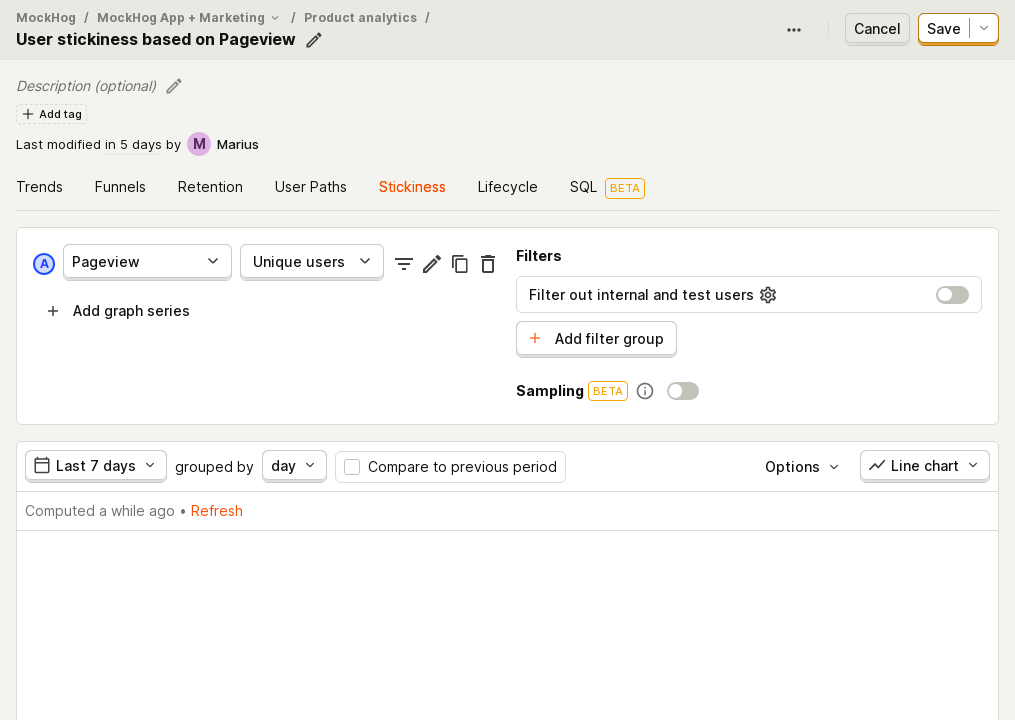 MockHog / MockHog App + Marketing / Product analytics /
User stickiness based on Pageview
Cancel
Save
Description (optional)
Add tag
Last modified in 5 days by M Marius
Trends Funnels Retention User Paths Stickiness Lifecycle SQL BETA
A Pageview Unique users
Add graph series
Filters
Filter out internal and test users
Add filter group
Sampling BETA
Last 7 days grouped by day Compare to previous period Options Line chart
Computed a while ago • Refresh